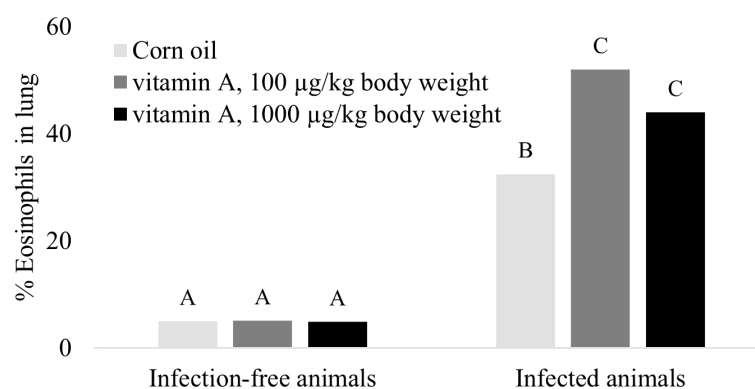 60
Corn oil
vitamin A, 100 µg/kg body weight
vitamin A, 1000 µg/kg body weight
% Eosinophils in lung
40
20
0
A
A
A
B
C
C
Infection-free animals
Infected animals